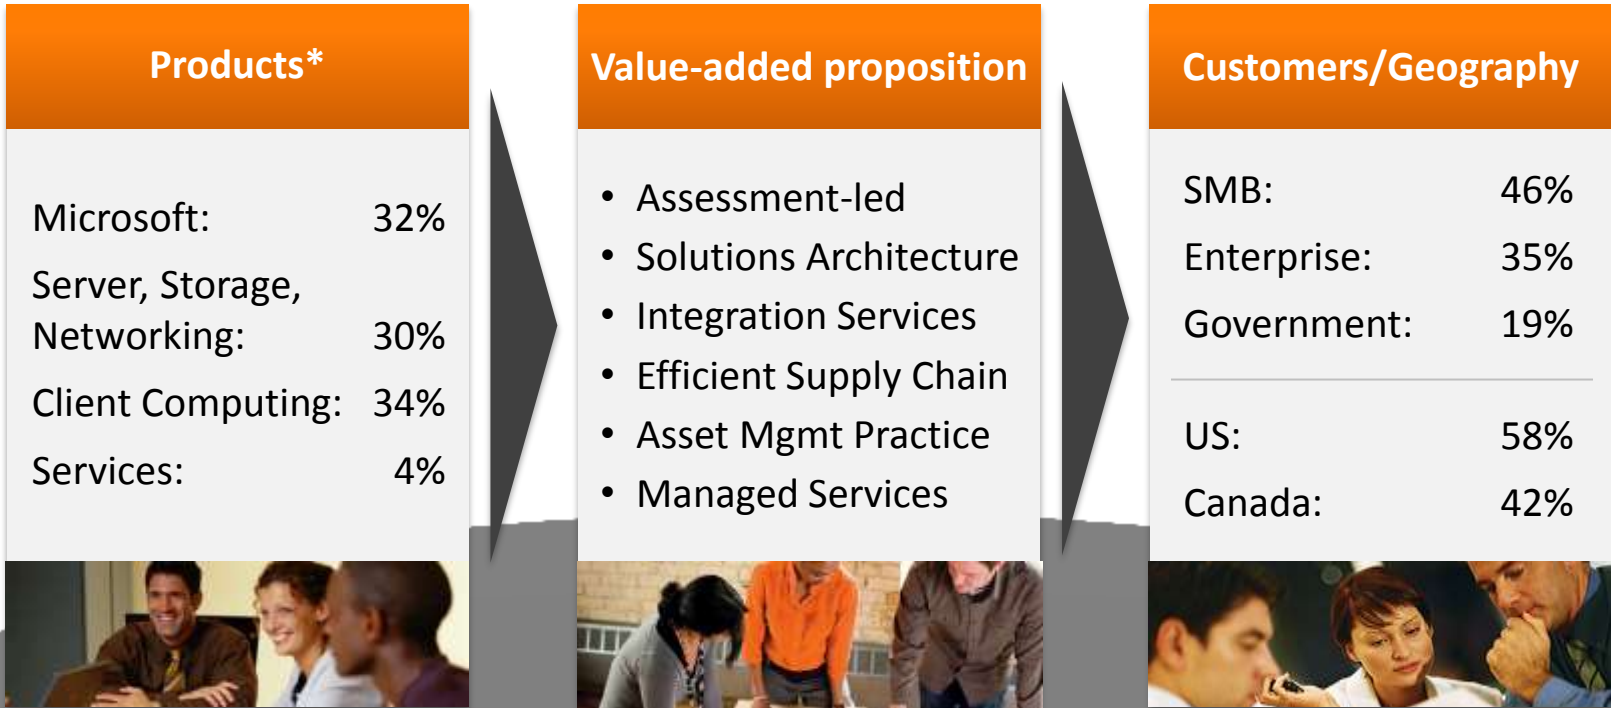 Products*
Microsoft: 32%
Server, Storage,
Networking: 30%
Client Computing: 34%
Services: 4%
Value-added proposition
• Assessment-led
• Solutions Architecture
• Integration Services
• Efficient Supply Chain
• Asset Mgmt Practice
• Managed Services
Customers/Geography
SMB: 46%
Enterprise: 35%
Government: 19%
US: 58%
Canada: 42%